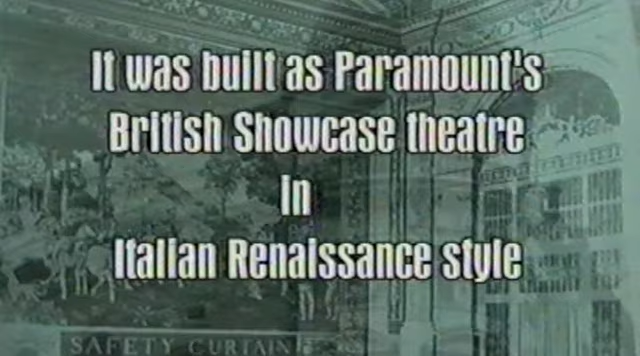 It was built as Paramount's
British Showcase theatre
In
Italian Renaissance style
SAFETY CURTAIN